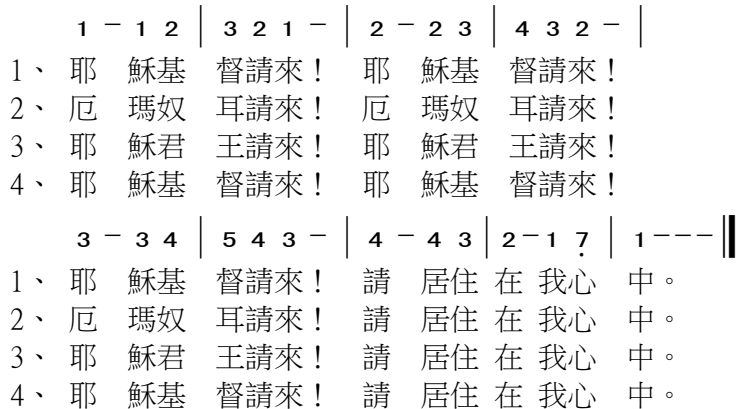 1 - 1 2 | 3 2 1 - | 2 - 2 3 | 4 3 2 - |
1、 耶 穌基 督請來！ 耶 穌基 督請來！
2、 厄 瑪奴 耳請來！ 厄 瑪奴 耳請來！
3、 耶 穌君 王請來！ 耶 穌君 王請來！
4、 耶 穌基 督請來！ 耶 穌基 督請來！
3 - 3 4 | 5 4 3 - | 4 - 4 3 | 2 - 1 7̣ | 1 - - - ‖
1、 耶 穌基 督請來！ 請 居住 在 我心 中。
2、 厄 瑪奴 耳請來！ 請 居住 在 我心 中。
3、 耶 穌君 王請來！ 請 居住 在 我心 中。
4、 耶 穌基 督請來！ 請 居住 在 我心 中。